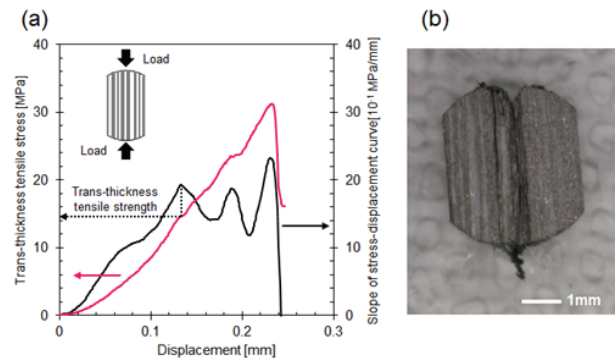 (a)
(b)
40
30
20
10
0
Trans-thickness tensile stress [MPa]
Load
Load
Trans-thickness
tensile strength
0
0.1
0.2
0.3
Displacement [mm]
40
30
20
10
0
Slope of stress-displacement curve[10⁻¹ MPa/mm]
1mm